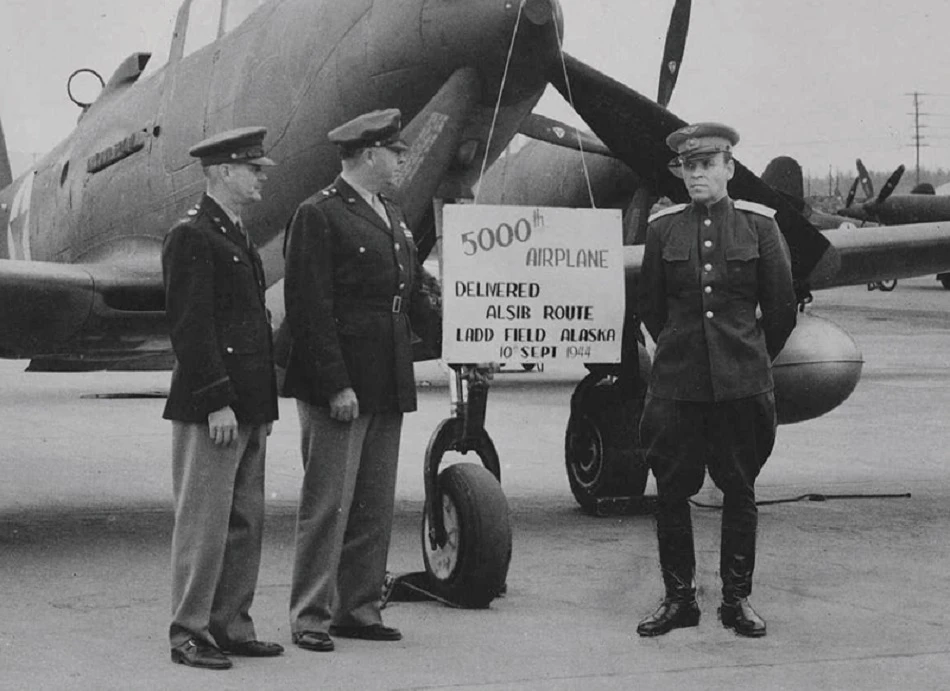 5000th
AIRPLANE
DELIVERED
ALSIB ROUTE
LADD FIELD ALASKA
10th SEPT 1944